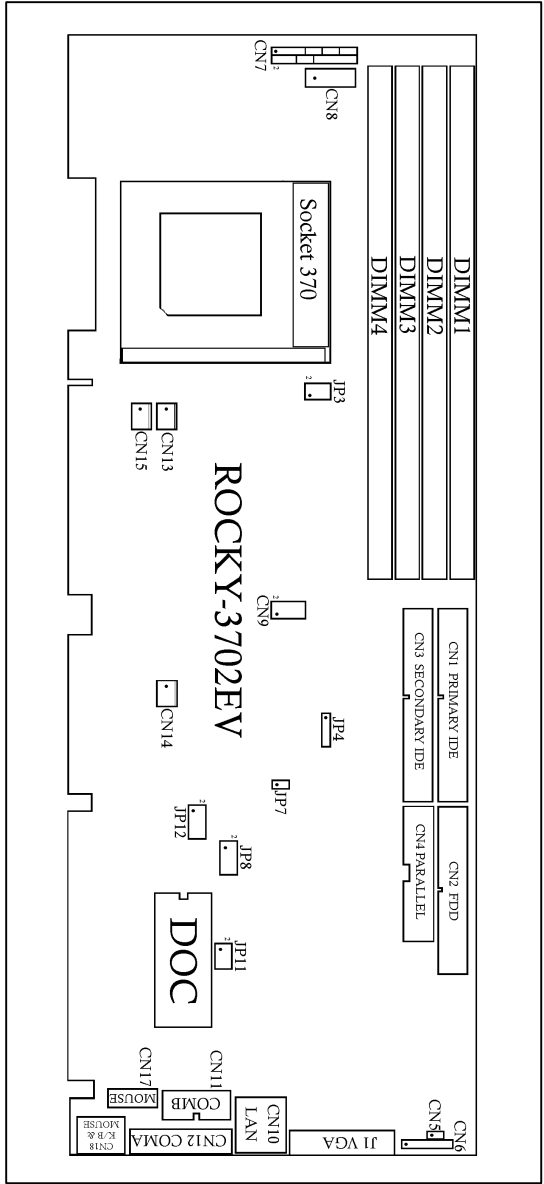 CN7
2
CN8
Socket 370
DIMM1
DIMM2
DIMM3
DIMM4
2
JP3
CN15
CN13
ROCKY-3702EV
2
CN9
CN1 PRIMARY IDE
CN3 SECONDARY IDE
CN14
JP4
JP7
2
JP12
2
JP8
CN4 PARALLEL
CN2 FDD
DOC
2
JP11
CN17
MOUSE
CN11
COMB
CN10
LAN
CN12 COMA
CN18
K/B &
MOUSE
J1 VGA
CN5
CN6